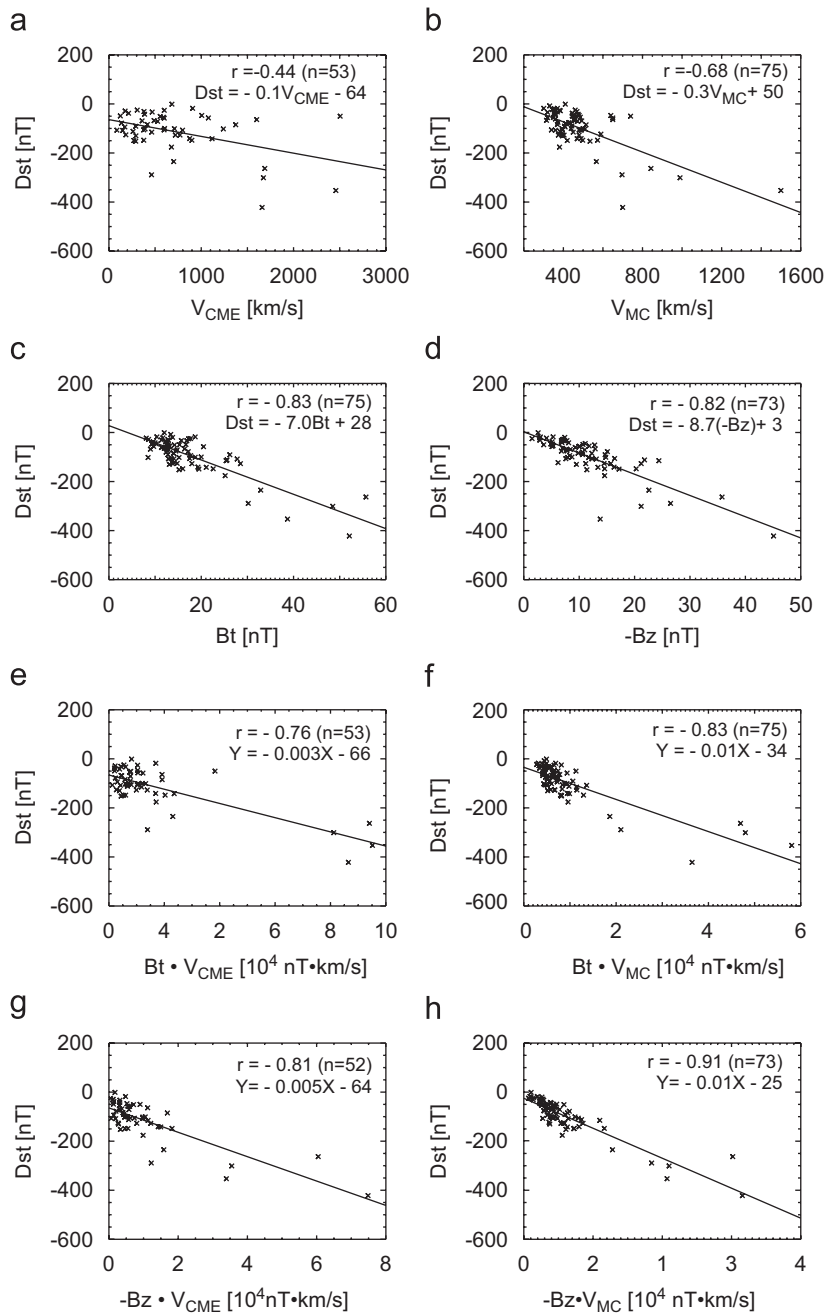 a
200
0
-200
-400
-600
Dst [nT]
r =-0.44 (n=53)
Dst = - 0.1V_CME - 64
0 1000 2000 3000
V_CME [km/s]
b
200
0
-200
-400
-600
Dst [nT]
r =-0.68 (n=75)
Dst = - 0.3V_MC + 50
400 800 1200 1600
V_MC [km/s]
c
200
0
-200
-400
-600
Dst [nT]
r = - 0.83 (n=75)
Dst = - 7.0Bt + 28
0 20 40 60
Bt [nT]
d
200
0
-200
-400
-600
Dst [nT]
r = - 0.82 (n=73)
Dst = - 8.7(-Bz)+ 3
0 10 20 30 40 50
-Bz [nT]
e
200
0
-200
-400
-600
Dst [nT]
r = - 0.76 (n=53)
Y = - 0.003X - 66
0 2 4 6 8 10
Bt • V_CME [10^4 nT•km/s]
f
200
0
-200
-400
-600
Dst [nT]
r = - 0.83 (n=75)
Y = - 0.01X - 34
0 2 4 6
Bt • V_MC [10^4 nT•km/s]
g
200
0
-200
-400
-600
Dst [nT]
r = - 0.81 (n=52)
Y= - 0.005X - 64
0 2 4 6 8
-Bz • V_CME [10^4nT•km/s]
h
200
0
-200
-400
-600
Dst [nT]
r = - 0.91 (n=73)
Y= - 0.01X - 25
0 2 1 3 4
-Bz•V_MC [10^4 nT•km/s]